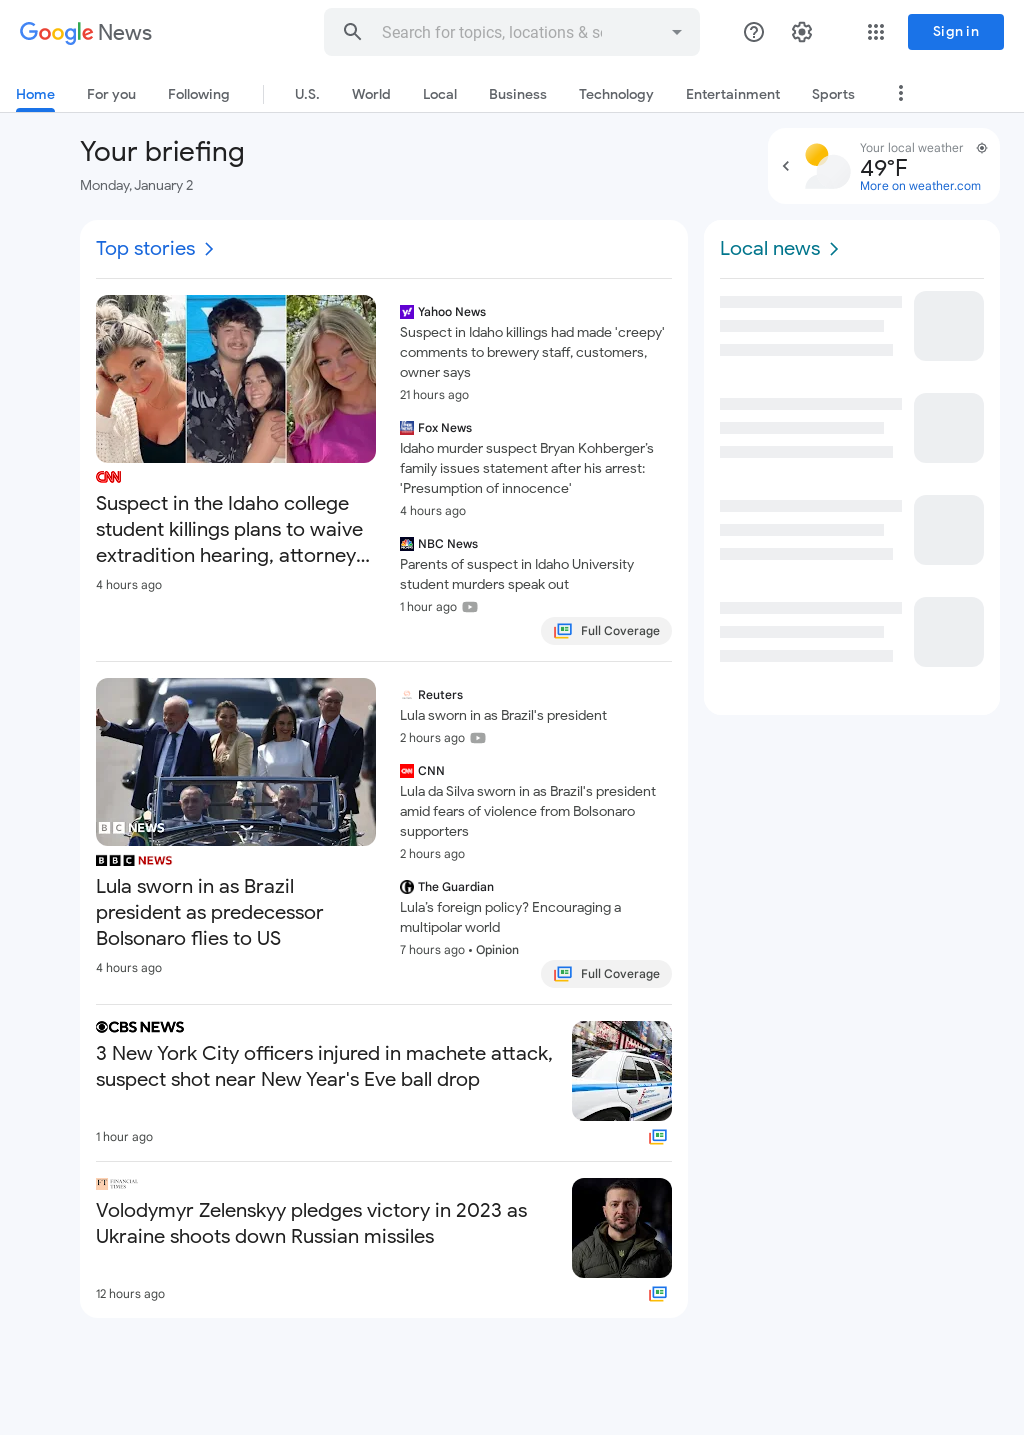 Google News
Search for topics, locations & s
Sign in
Home
For you
Following
U.S.
World
Local
Business
Technology
Entertainment
Sports
Your briefing
Monday, January 2
Your local weather
49°F
More on weather.com
Top stories
CNN
Suspect in the Idaho college
student killings plans to waive
extradition hearing, attorney...
4 hours ago
Yahoo News
Suspect in Idaho killings had made 'creepy'
comments to brewery staff, customers,
owner says
21 hours ago
Fox News
Idaho murder suspect Bryan Kohberger's
family issues statement after his arrest:
'Presumption of innocence'
4 hours ago
NBC News
Parents of suspect in Idaho University
student murders speak out
1 hour ago
Full Coverage
BBC NEWS
BBC NEWS
Lula sworn in as Brazil
president as predecessor
Bolsonaro flies to US
4 hours ago
Reuters
Lula sworn in as Brazil's president
2 hours ago
CNN
CNN
Lula da Silva sworn in as Brazil's president
amid fears of violence from Bolsonaro
supporters
2 hours ago
The Guardian
Lula's foreign policy? Encouraging a
multipolar world
7 hours ago • Opinion
Full Coverage
CBS NEWS
3 New York City officers injured in machete attack,
suspect shot near New Year's Eve ball drop
1 hour ago
FT FINANCIAL
TIMES
Volodymyr Zelenskyy pledges victory in 2023 as
Ukraine shoots down Russian missiles
12 hours ago
Local news